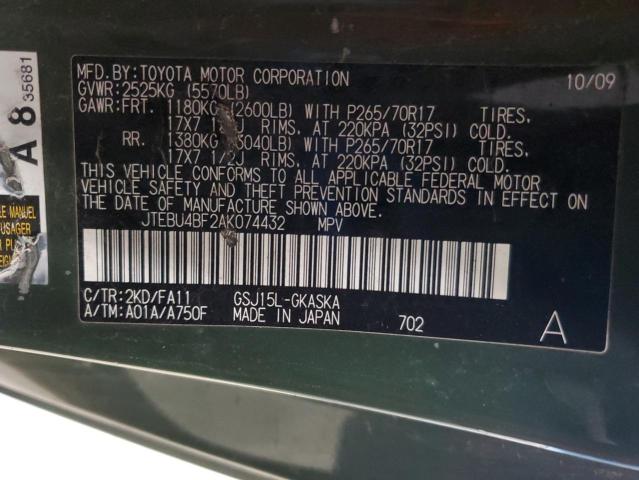 MFD.BY:TOYOTA MOTOR CORPORATION 10/09
GVWR:2525KG (5570LB)
GAWR:FRT. 1180KG (2600LB) WITH P265/70R17 TIRES,
17X7 RIMS, AT 220KPA (32PSI) COLD.
RR. 1380KG (3040LB) WITH P265/70R17 TIRES,
17X7 1/2J RIMS, AT 220KPA (32PSI) COLD.
THIS VEHICLE CONFORMS TO ALL APPLICABLE FEDERAL MOTOR
VEHICLE SAFETY AND THEFT PREVENTION STANDARDS IN EFFECT ON
THE DATE OF MANUFACTURE SHOWN ABOVE.
JTEBU4BF2AK074432 MPV
C/TR:2KD/FA11 GSJ15L-GKASKA
A/TM:A01A/A750F MADE IN JAPAN 702 A
A 8 35681
LE MANUEL
USAGER